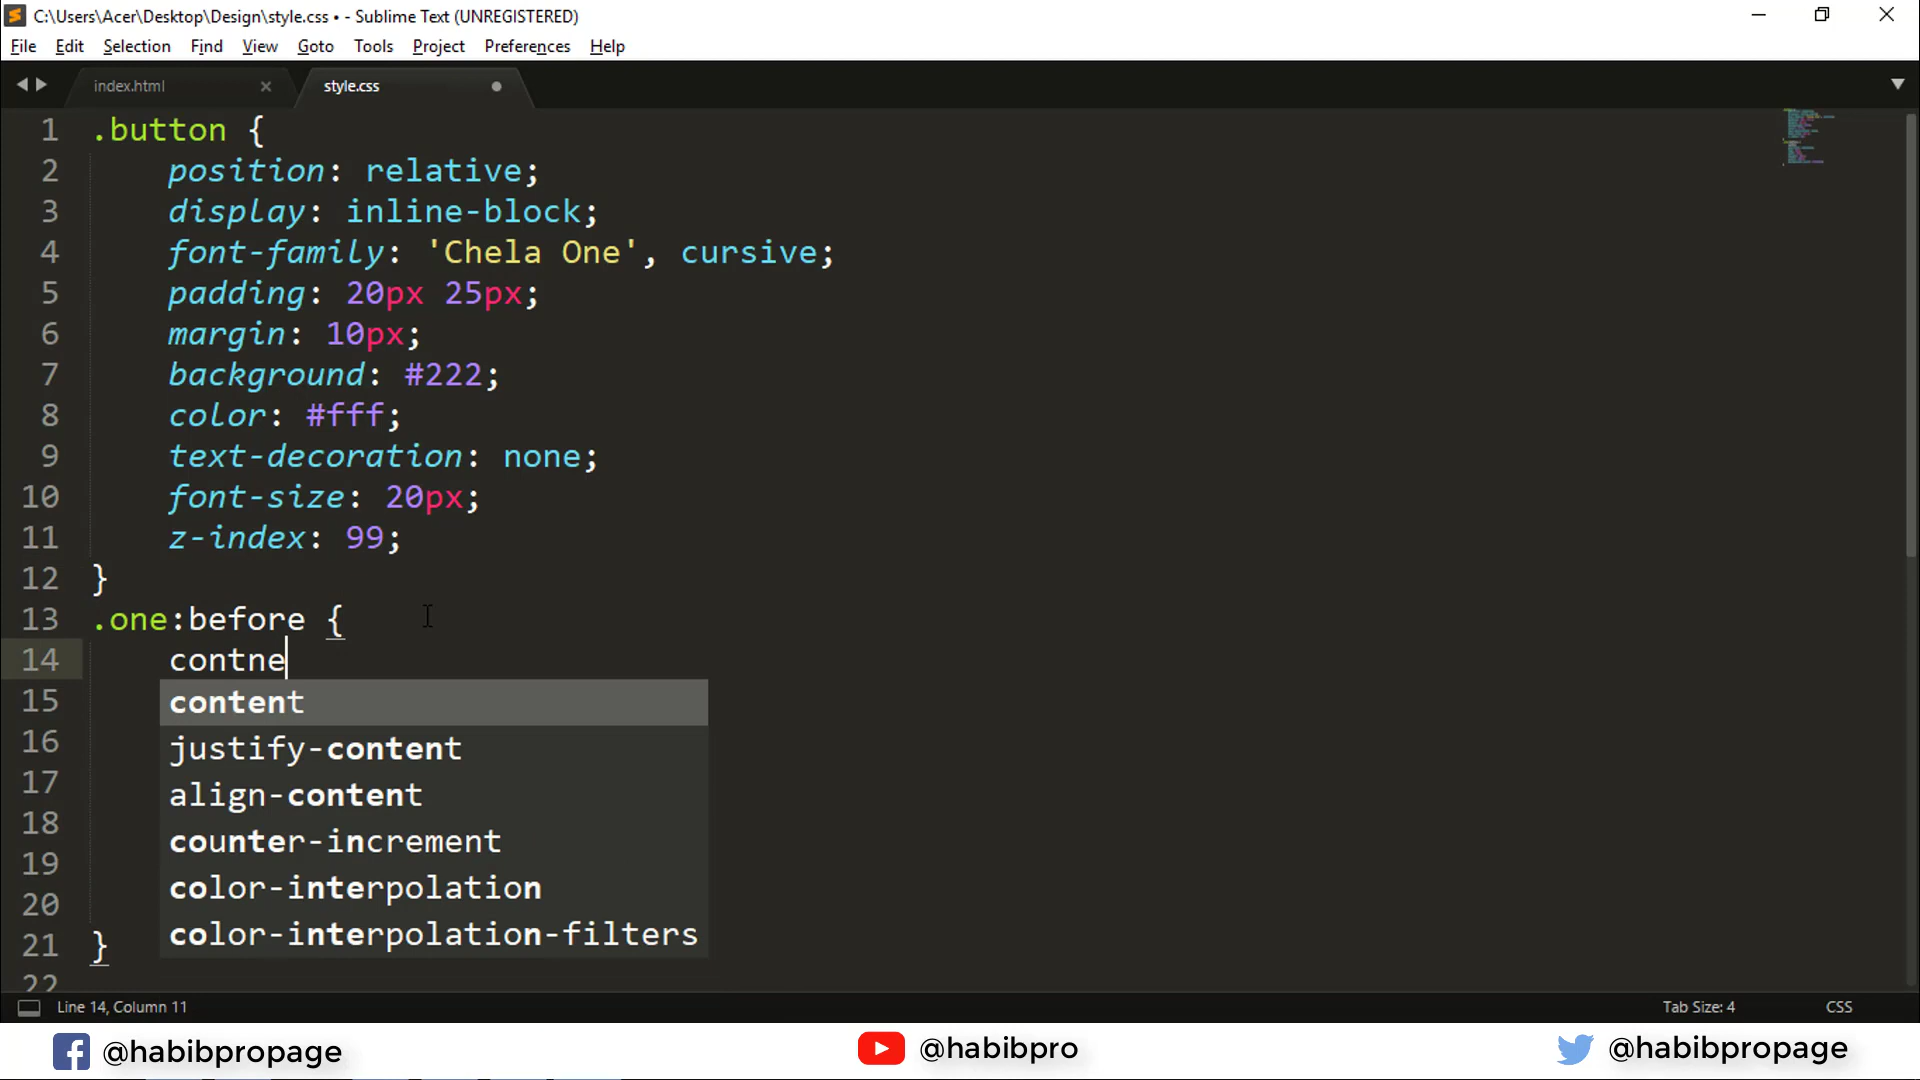 C:\Users\Acer\Desktop\Design\style.css • - Sublime Text (UNREGISTERED)
File Edit Selection Find View Goto Tools Project Preferences Help
index.html × style.css
1 .button {
2 position: relative;
3 display: inline-block;
4 font-family: 'Chela One', cursive;
5 padding: 20px 25px;
6 margin: 10px;
7 background: #222;
8 color: #fff;
9 text-decoration: none;
10 font-size: 20px;
11 z-index: 99;
12 }
13 .one:before {
14 contne
15 content
16 justify-content
17 align-content
18 counter-increment
19 color-interpolation
20 color-interpolation-filters
21 }
22
Line 14, Column 11 Tab Size: 4 CSS
@habibpropage @habibpro @habibpropage